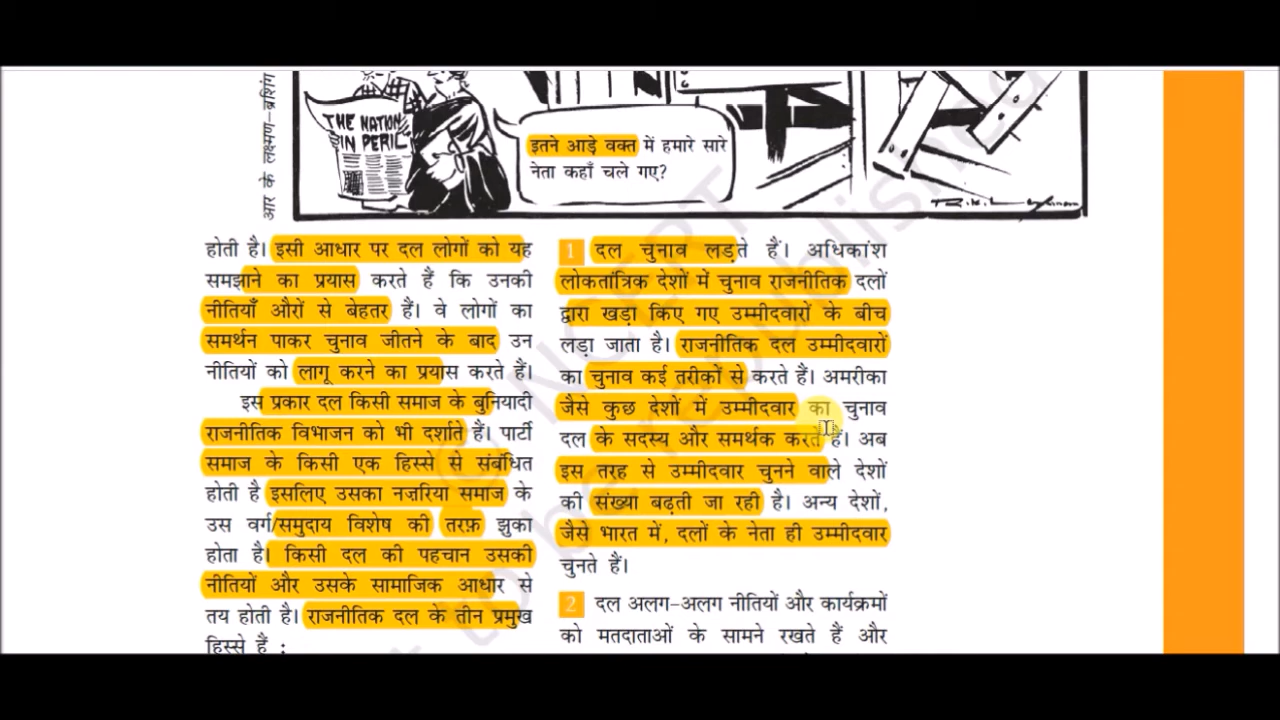 आर के लक्ष्मण-ब्रशिंग
THE NATION
IN PERIL
इतने आड़े वक्त में हमारे सारे
नेता कहाँ चले गए?
होती है। इसी आधार पर दल लोगों को यह
समझाने का प्रयास करते हैं कि उनकी
नीतियाँ औरों से बेहतर हैं। वे लोगों का
समर्थन पाकर चुनाव जीतने के बाद उन
नीतियों को लागू करने का प्रयास करते हैं।
इस प्रकार दल किसी समाज के बुनियादी
राजनीतिक विभाजन को भी दर्शाते हैं। पार्टी
समाज के किसी एक हिस्से से संबंधित
होती है इसलिए उसका नज़रिया समाज के
उस वर्ग/समुदाय विशेष की तरफ़ झुका
होता है। किसी दल की पहचान उसकी
नीतियों और उसके सामाजिक आधार से
तय होती है। राजनीतिक दल के तीन प्रमुख
हिस्से हैं :
1 दल चुनाव लड़ते हैं। अधिकांश
लोकतांत्रिक देशों में चुनाव राजनीतिक दलों
द्वारा खड़ा किए गए उम्मीदवारों के बीच
लड़ा जाता है। राजनीतिक दल उम्मीदवारों
का चुनाव कई तरीकों से करते हैं। अमरीका
जैसे कुछ देशों में उम्मीदवार का चुनाव
दल के सदस्य और समर्थक करते हैं। अब
इस तरह से उम्मीदवार चुनने वाले देशों
की संख्या बढ़ती जा रही है। अन्य देशों,
जैसे भारत में, दलों के नेता ही उम्मीदवार
चुनते हैं।
2 दल अलग-अलग नीतियों और कार्यक्रमों
को मतदाताओं के सामने रखते हैं और